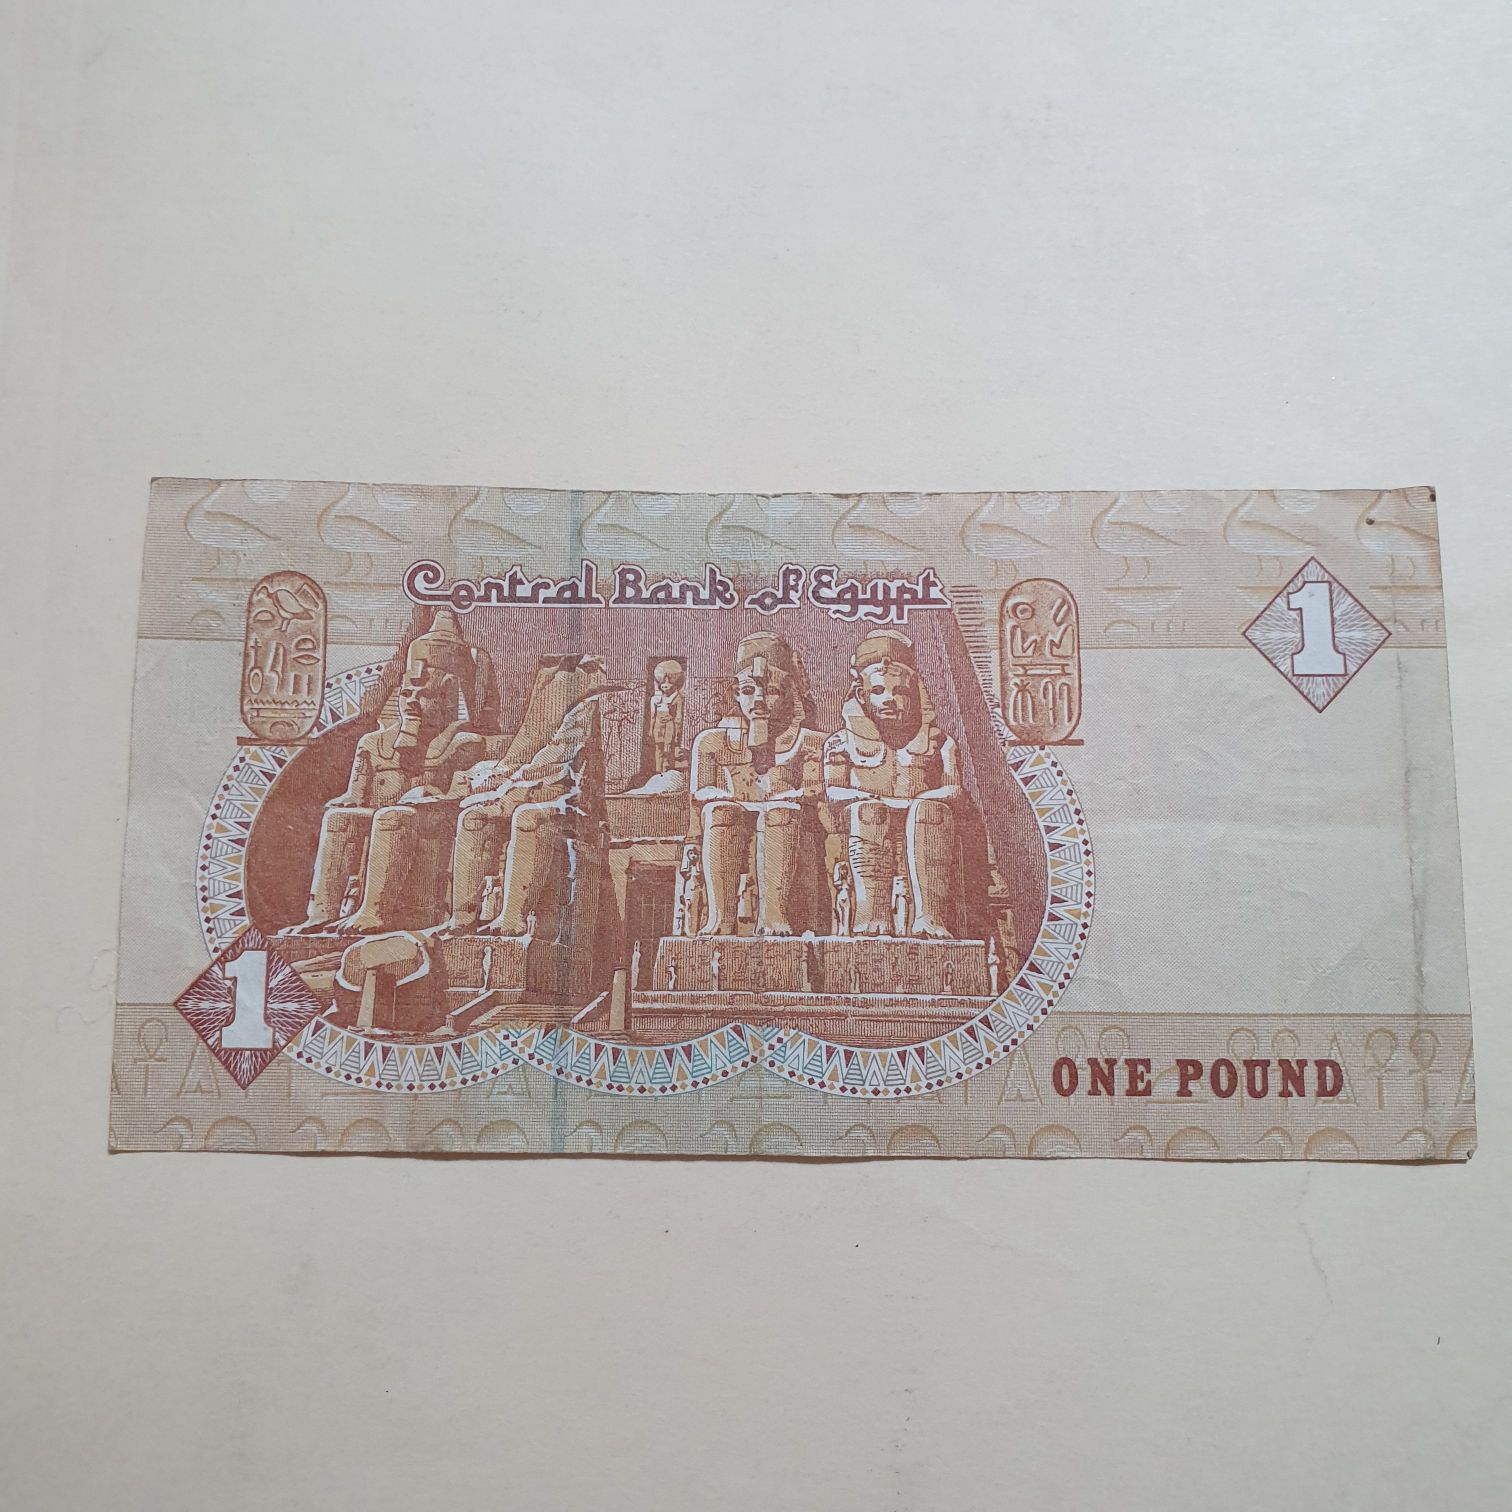 Central Bank of Egypt
1
1
ONE POUND